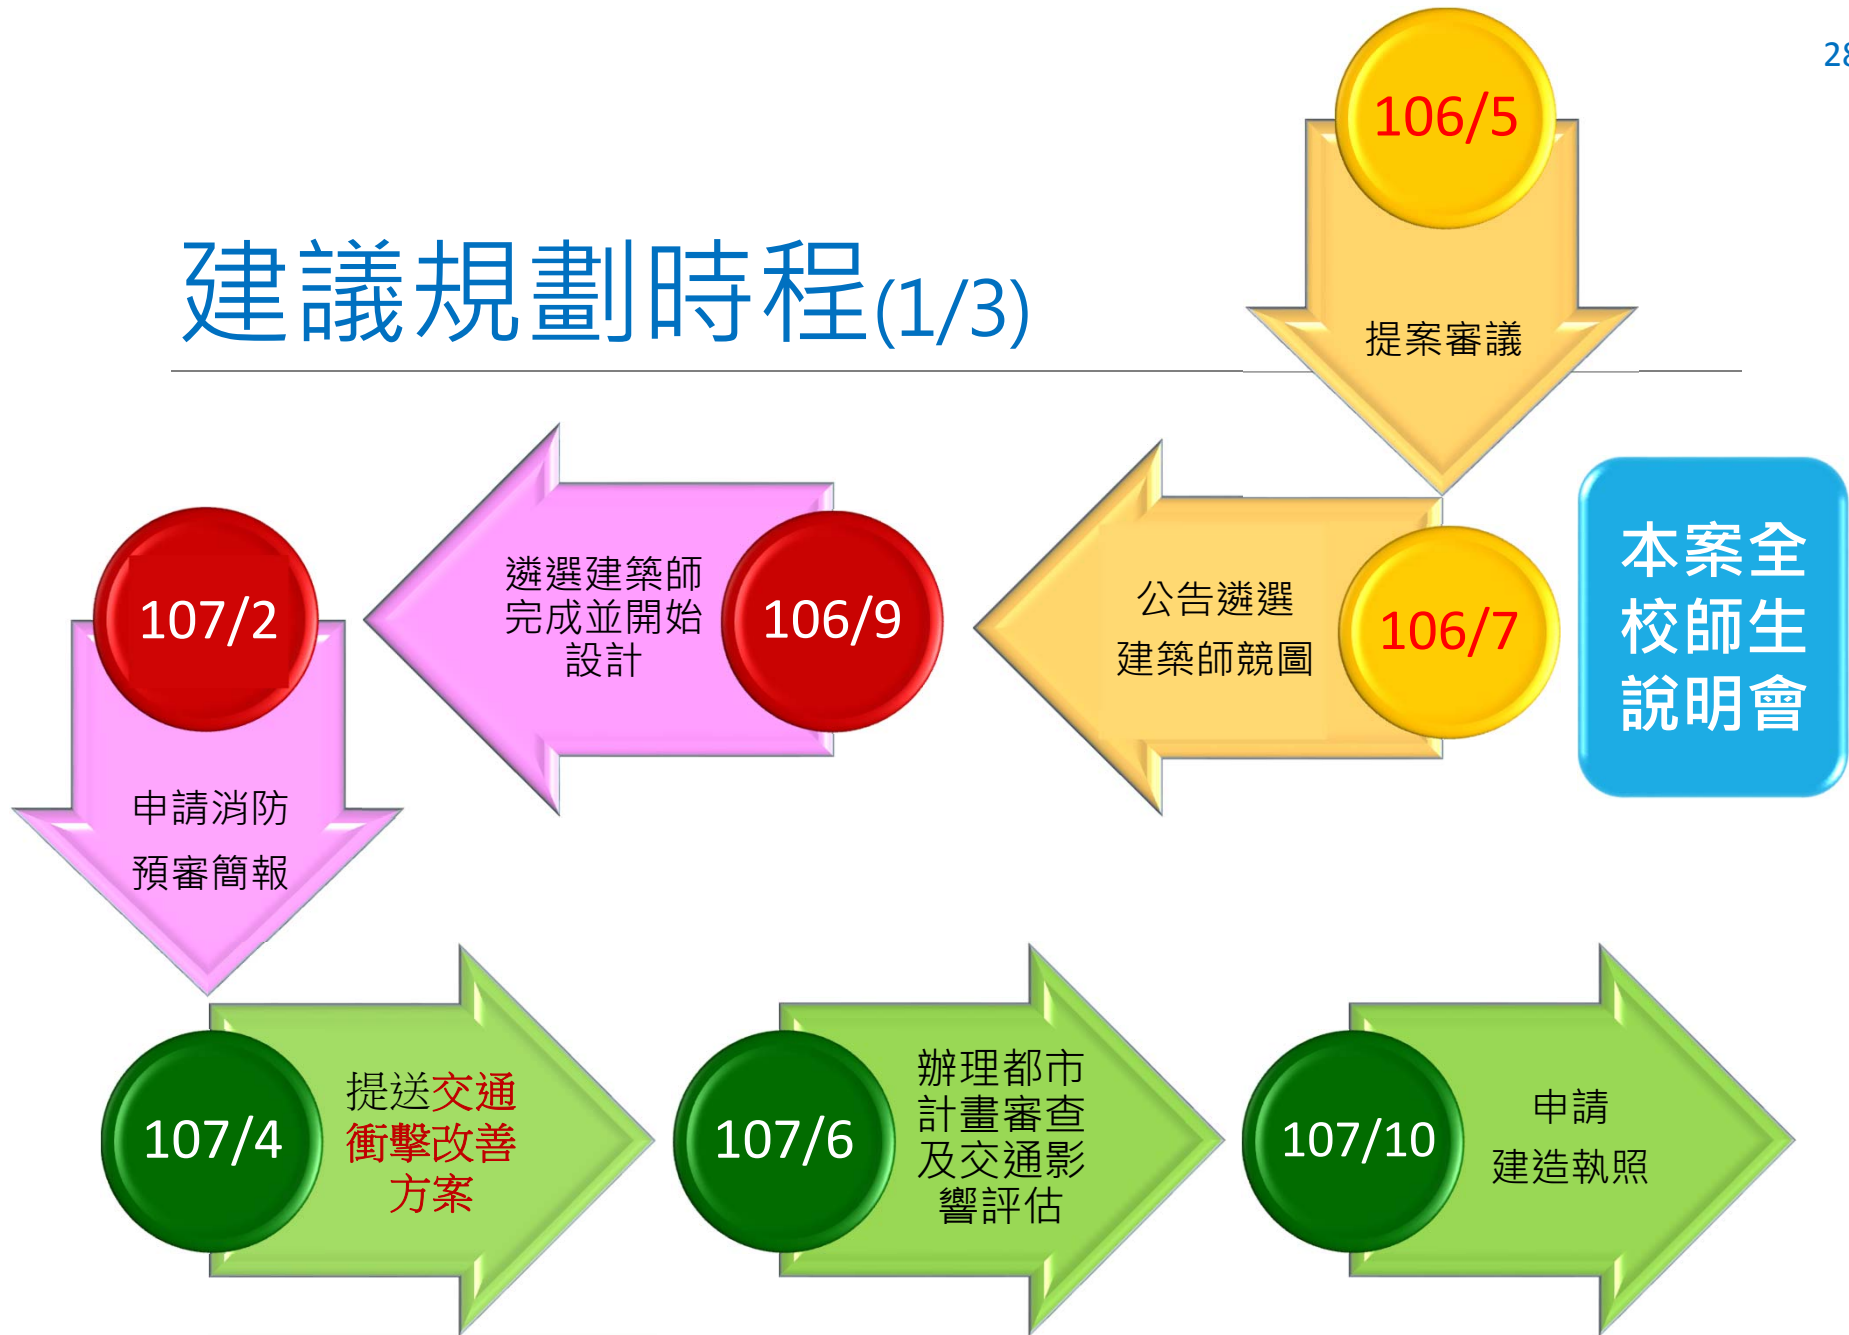 28
106/5
建議規劃時程(1/3)
提案審議
本案全
校師生
說明會
106/7
公告遴選
建築師競圖
106/9
遴選建築師
完成並開始
設計
107/2
申請消防
預審簡報
107/4
提送交通
衝擊改善
方案
107/6
辦理都市
計畫審查
及交通影
響評估
107/10
申請
建造執照